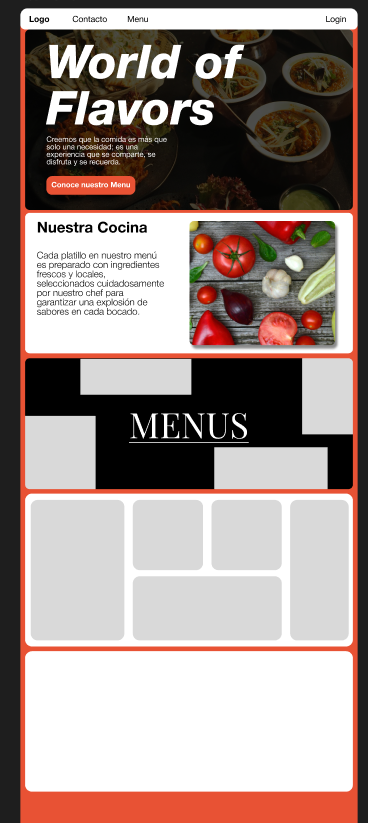 Logo Contacto Menu Login
World of
Flavors
Creemos que la comida es más que
solo una necesidad: es una
experiencia que se comparte, se
disfruta y se recuerda.
Conoce nuestro Menu
Nuestra Cocina
Cada platillo en nuestro menú
es preparado con ingredientes
frescos y locales,
seleccionados cuidadosamente
por nuestro chef para
garantizar una explosión de
sabores en cada bocado.
MENUS